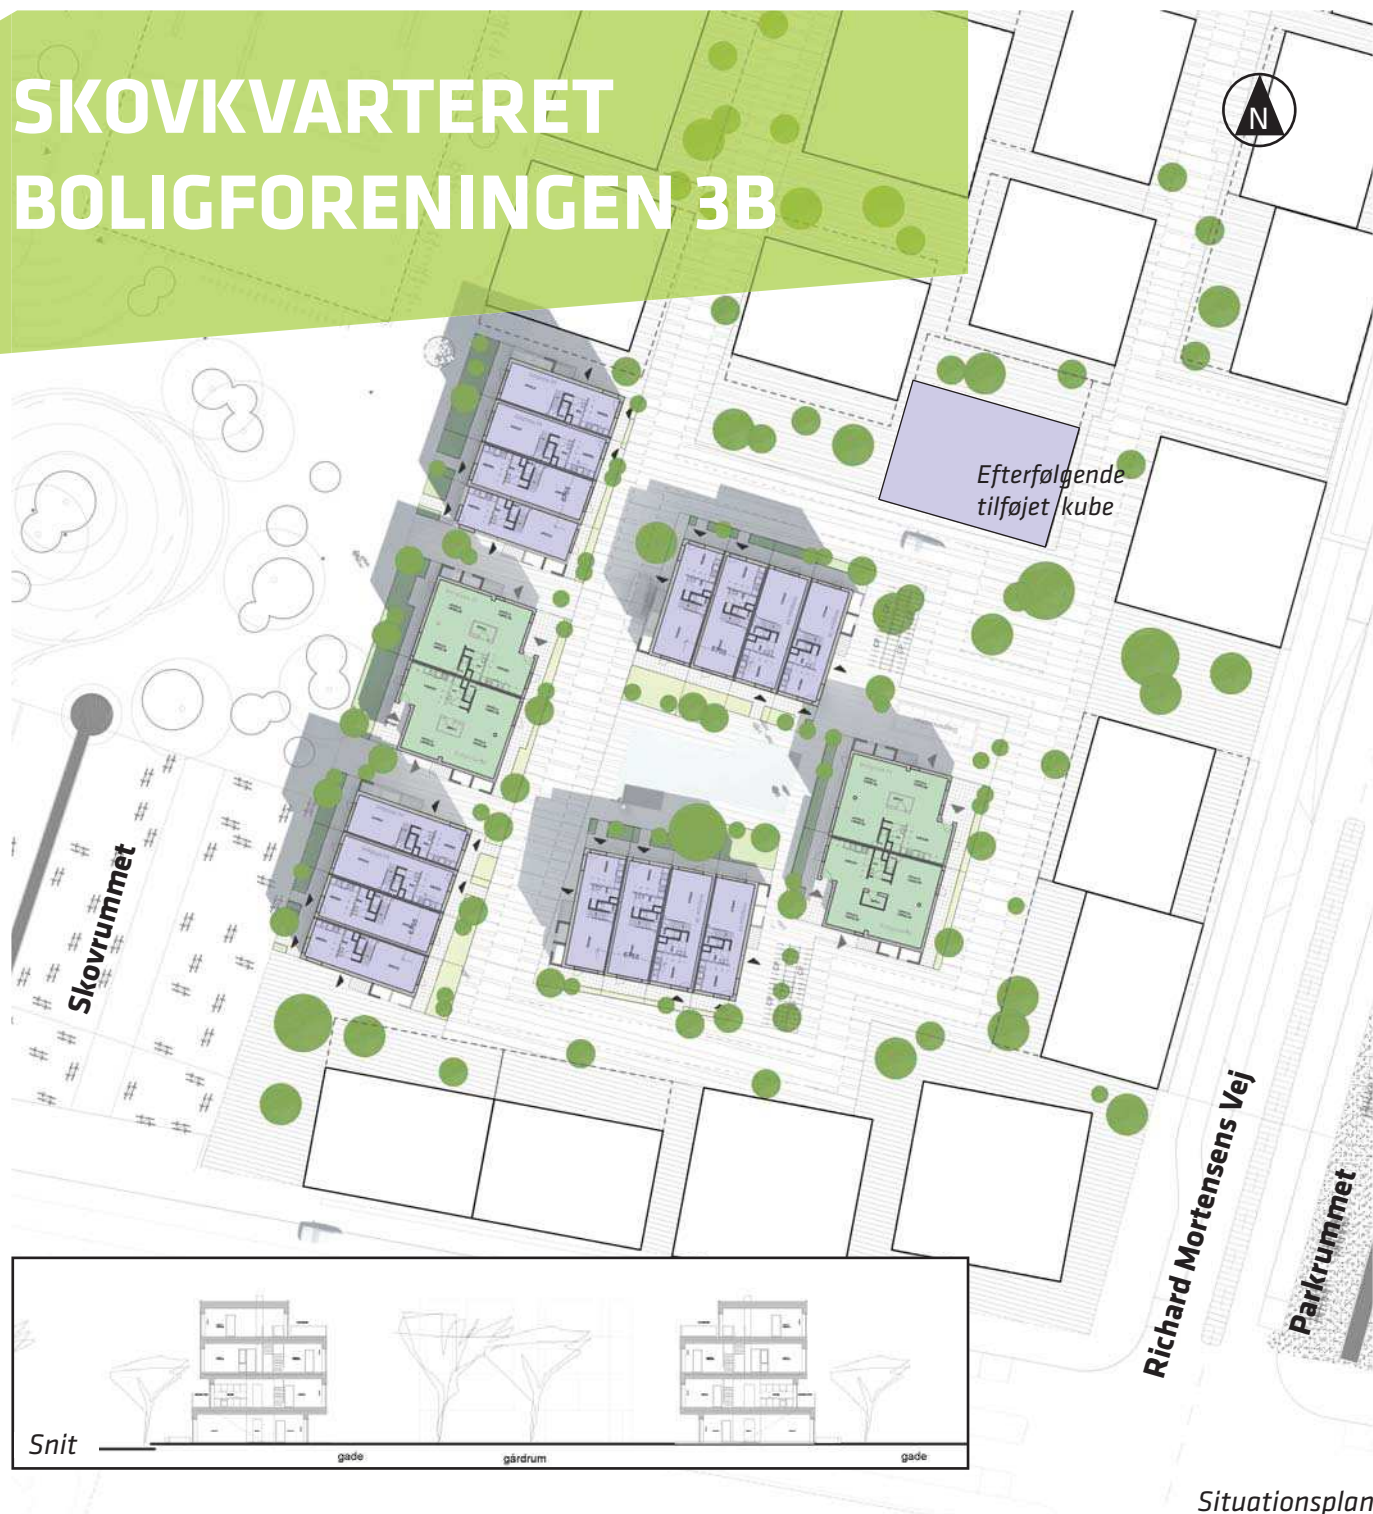 SKOVKVARTERET
BOLIGFORENINGEN 3B
N
Efterfølgende
tilføjet kube
Skovrummet
Richard Mortensens Vej
Parkrummet
Snit
gade
gårdrum
gade
Situationsplan